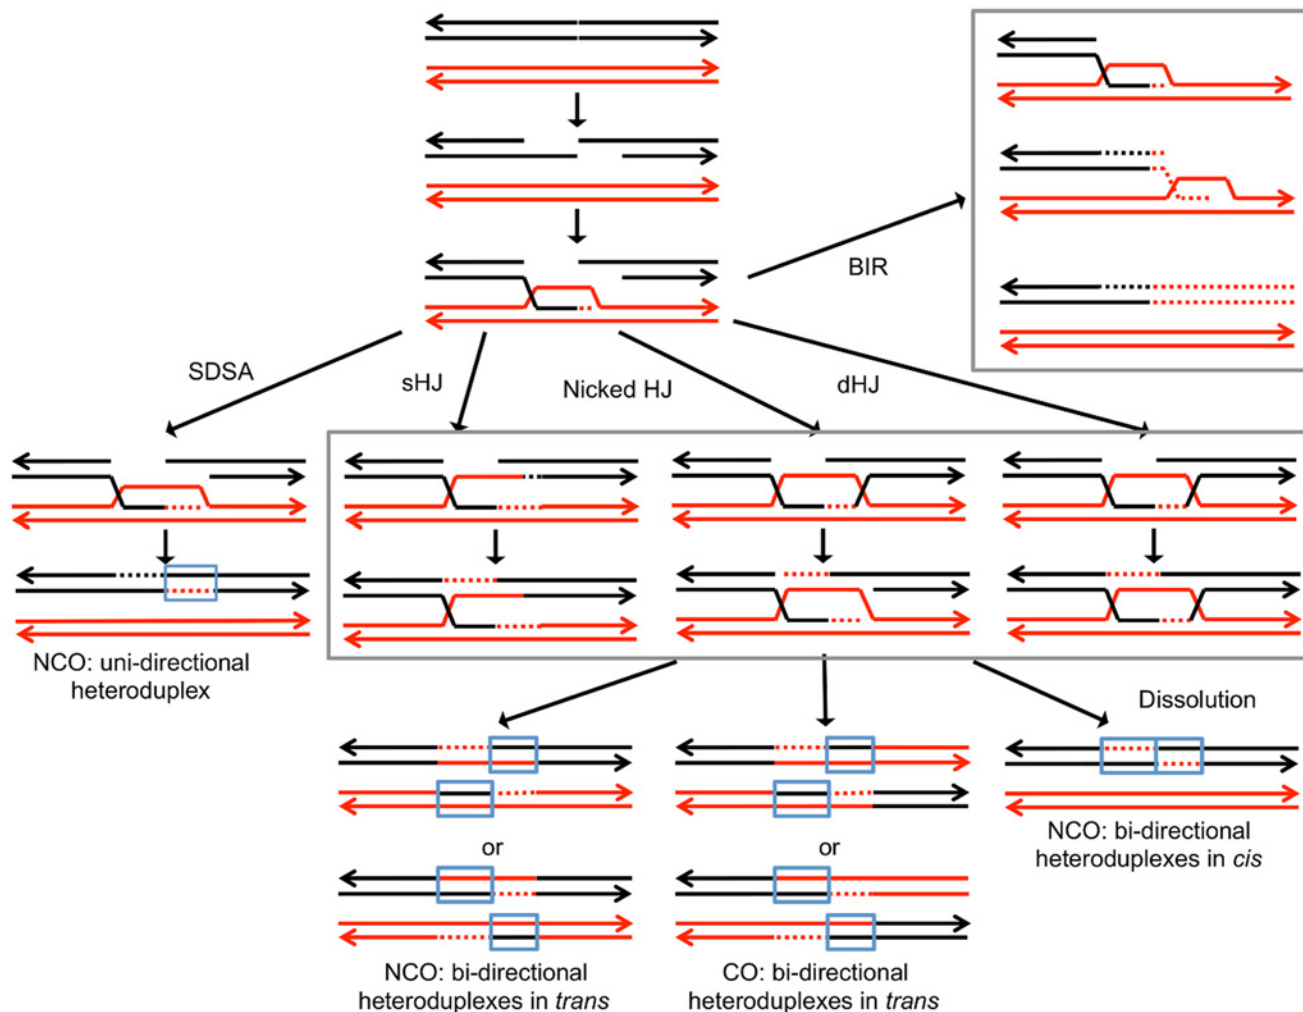 BIR
SDSA
sHJ
Nicked HJ
dHJ
NCO: uni-directional
heteroduplex
Dissolution
or
or
NCO: bi-directional
heteroduplexes in cis
NCO: bi-directional
heteroduplexes in trans
CO: bi-directional
heteroduplexes in trans